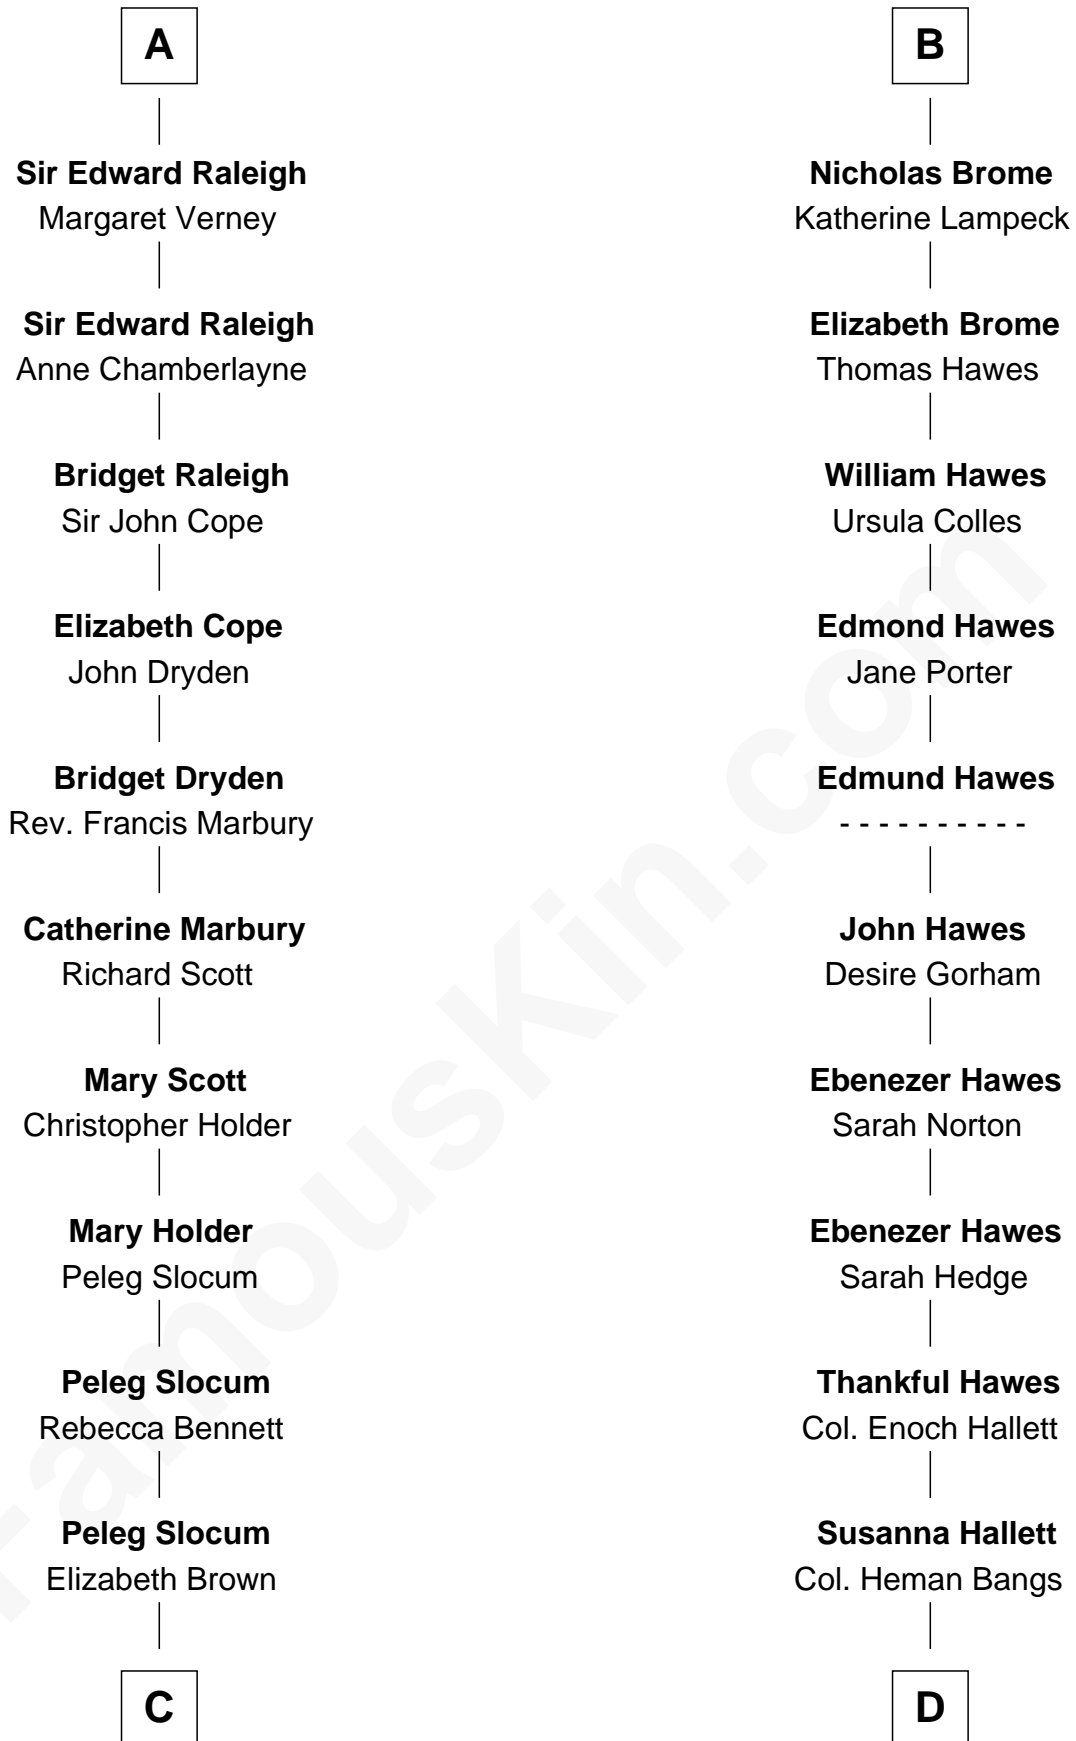 A
Sir Edward Raleigh
Margaret Verney
Sir Edward Raleigh
Anne Chamberlayne
Bridget Raleigh
Sir John Cope
Elizabeth Cope
John Dryden
Bridget Dryden
Rev. Francis Marbury
Catherine Marbury
Richard Scott
Mary Scott
Christopher Holder
Mary Holder
Peleg Slocum
Peleg Slocum
Rebecca Bennett
Peleg Slocum
Elizabeth Brown
C
B
Nicholas Brome
Katherine Lampeck
Elizabeth Brome
Thomas Hawes
William Hawes
Ursula Colles
Edmond Hawes
Jane Porter
Edmund Hawes
- - - - - - - - - -
John Hawes
Desire Gorham
Ebenezer Hawes
Sarah Norton
Ebenezer Hawes
Sarah Hedge
Thankful Hawes
Col. Enoch Hallett
Susanna Hallett
Col. Heman Bangs
D
FamousKin.com